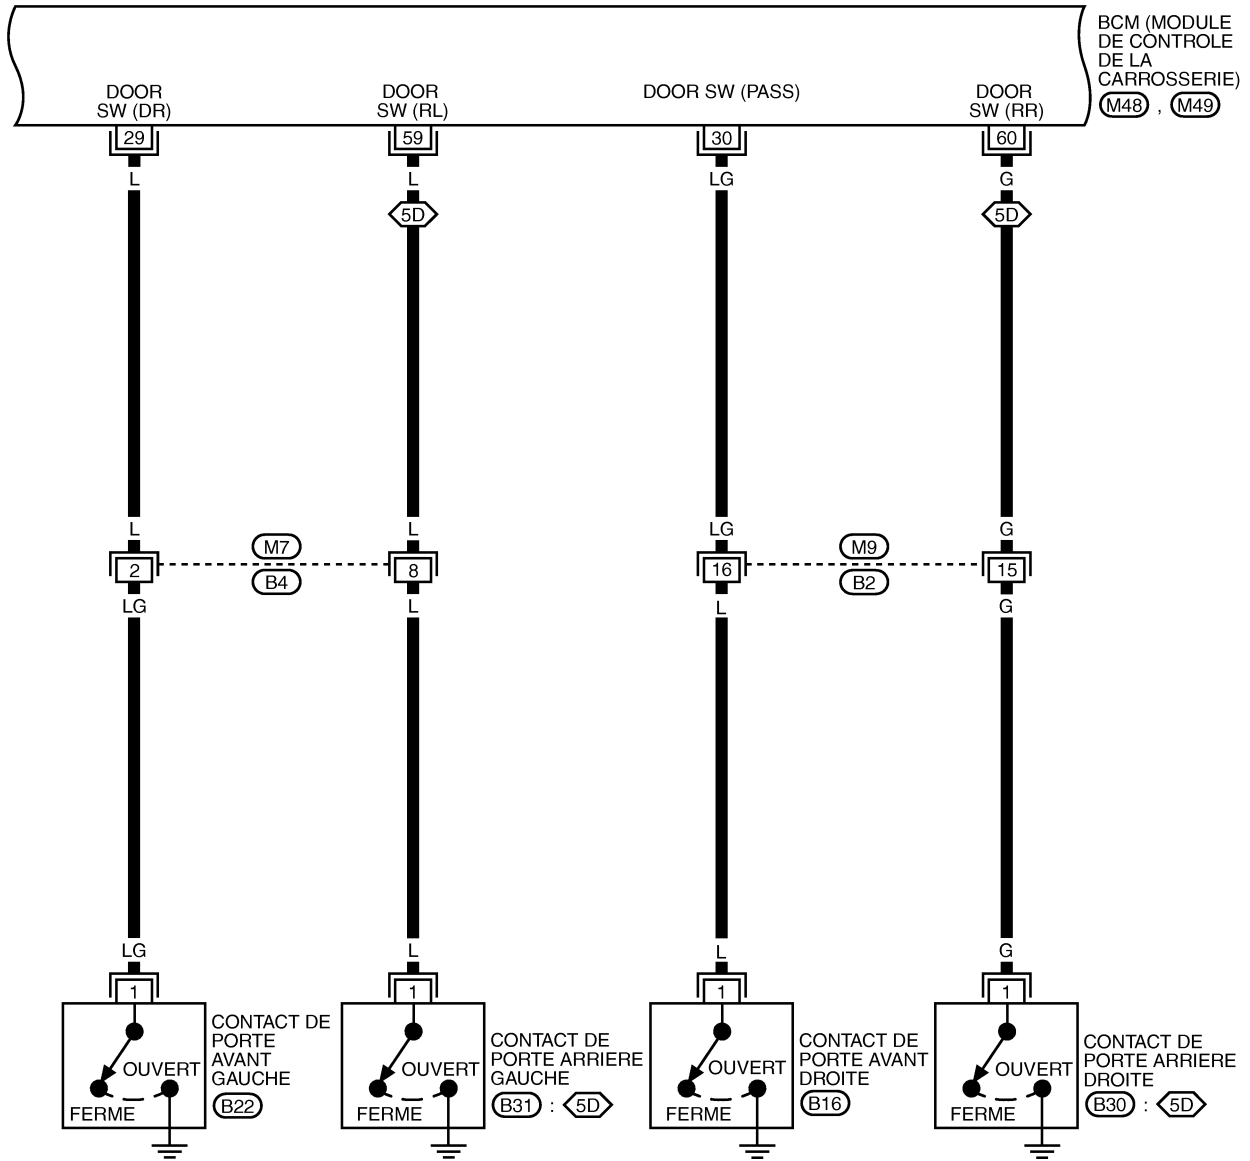 BCM (MODULE
DE CONTROLE
DE LA
CARROSSERIE)
M48 , M49
DOOR
SW (DR)
DOOR
SW (RL)
DOOR SW (PASS)
DOOR
SW (RR)
29
59
30
60
L
L
LG
G
5D
5D
L
L
LG
G
M7
M9
2
8
16
15
B4
B2
LG
L
L
G
LG
L
L
G
1
1
1
1
CONTACT DE
PORTE
AVANT
GAUCHE
B22
OUVERT
FERME
CONTACT DE
PORTE ARRIERE
GAUCHE
B31 : 5D
OUVERT
FERME
CONTACT DE
PORTE AVANT
DROITE
B16
OUVERT
FERME
CONTACT DE
PORTE ARRIERE
DROITE
B30 : 5D
OUVERT
FERME